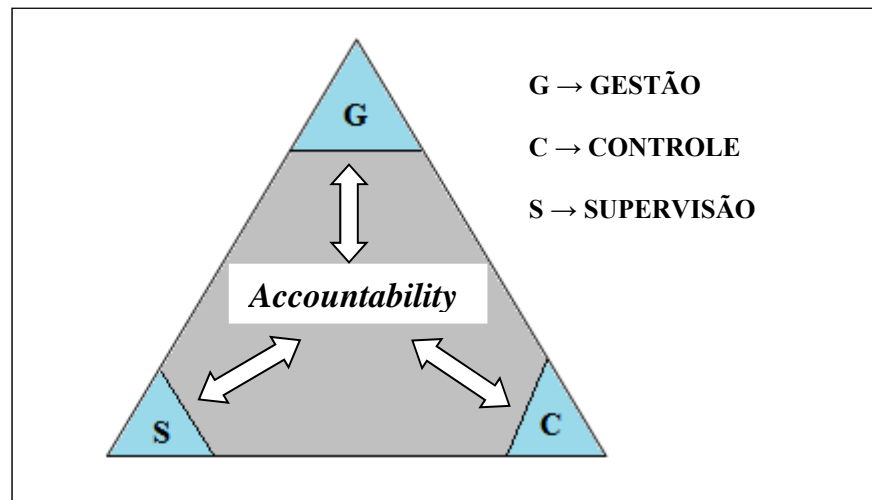 G
G → GESTÃO
C → CONTROLE
S → SUPERVISÃO
Accountability
S
C